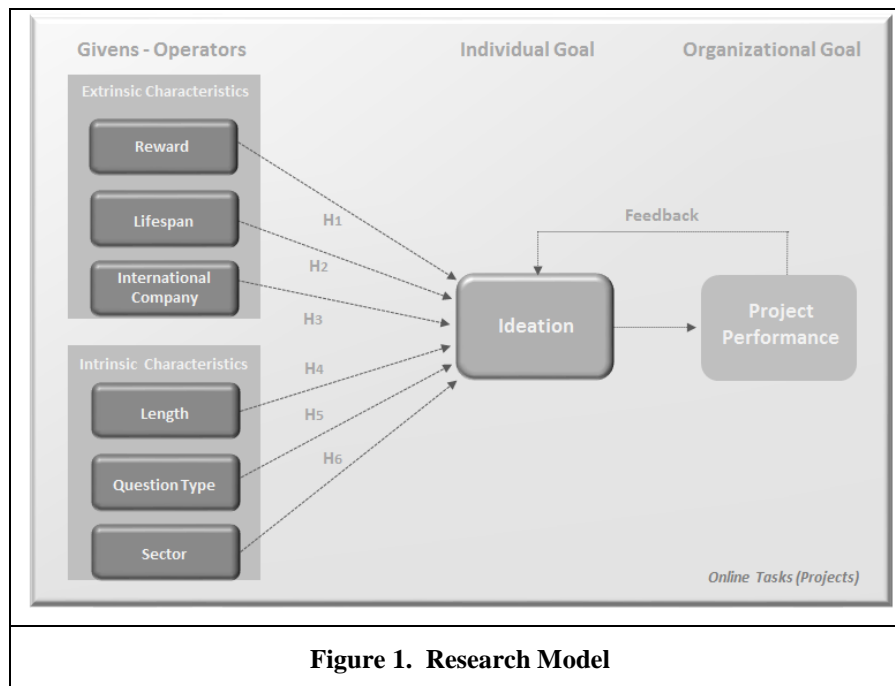 Givens - Operators
Individual Goal
Organizational Goal
Extrinsic Characteristics
Reward
Lifespan
International
Company
H1
H2
H3
Intrinsic Characteristics
Length
Question Type
Sector
H4
H5
H6
Ideation
Feedback
Project
Performance
Online Tasks (Projects)
Figure 1. Research Model